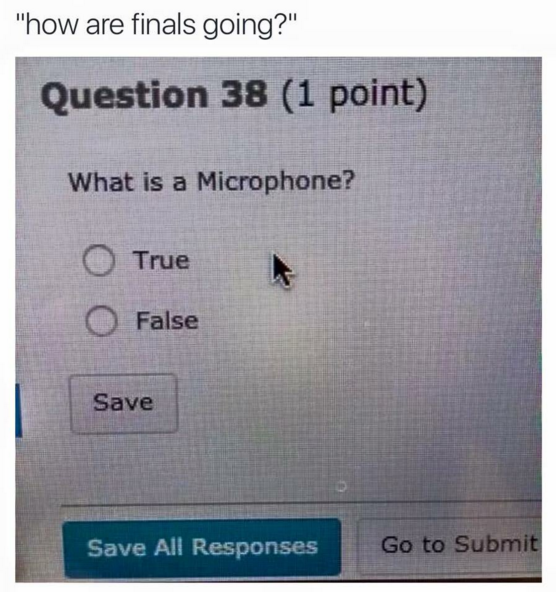 "how are finals going?"
Question 38 (1 point)
What is a Microphone?
True
False
Save
Save All Responses
Go to Submit